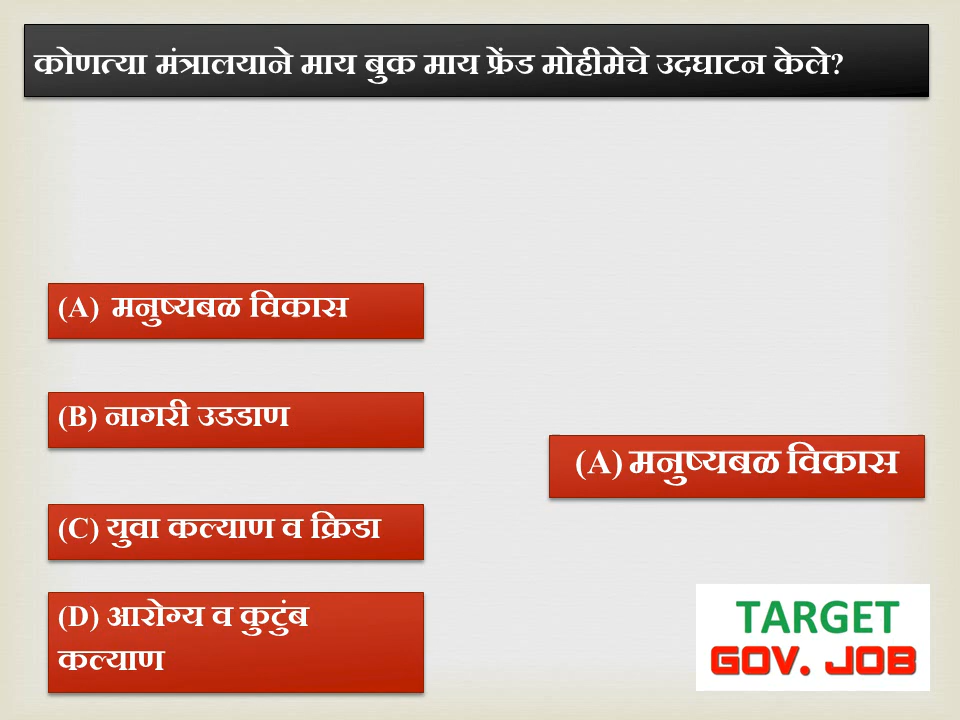 कोणत्या मंत्रालयाने माय बुक माय फ्रेंड मोहीमेचे उदघाटन केले?
(A) मनुष्यबळ विकास
(B) नागरी उडडाण
(C) युवा कल्याण व क्रिडा
(D) आरोग्य व कुटुंब
कल्याण
(A) मनुष्यबळ विकास
TARGET
GOV. JOB